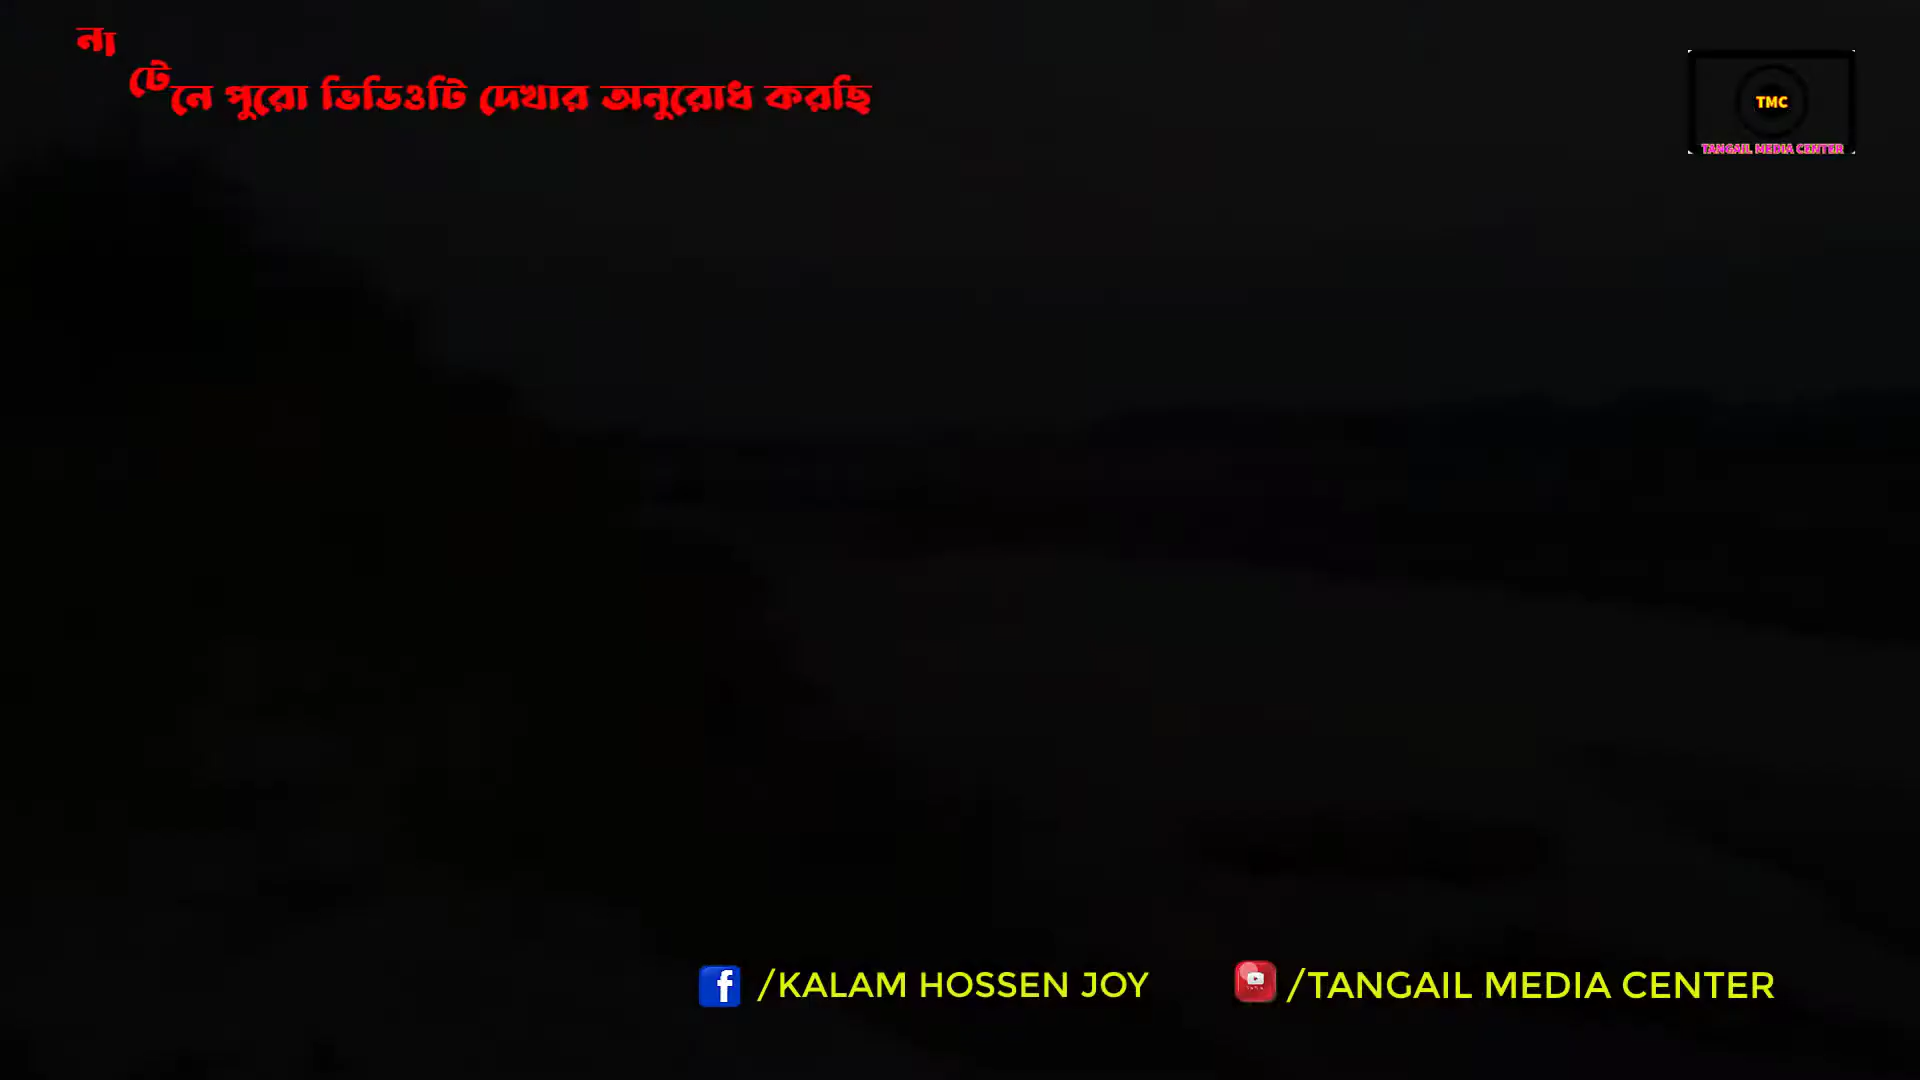 না টেনে পুরো ভিডিওটি দেখার অনুরোধ করছি
TMC
TANGAIL MEDIA CENTER
/KALAM HOSSEN JOY
/TANGAIL MEDIA CENTER